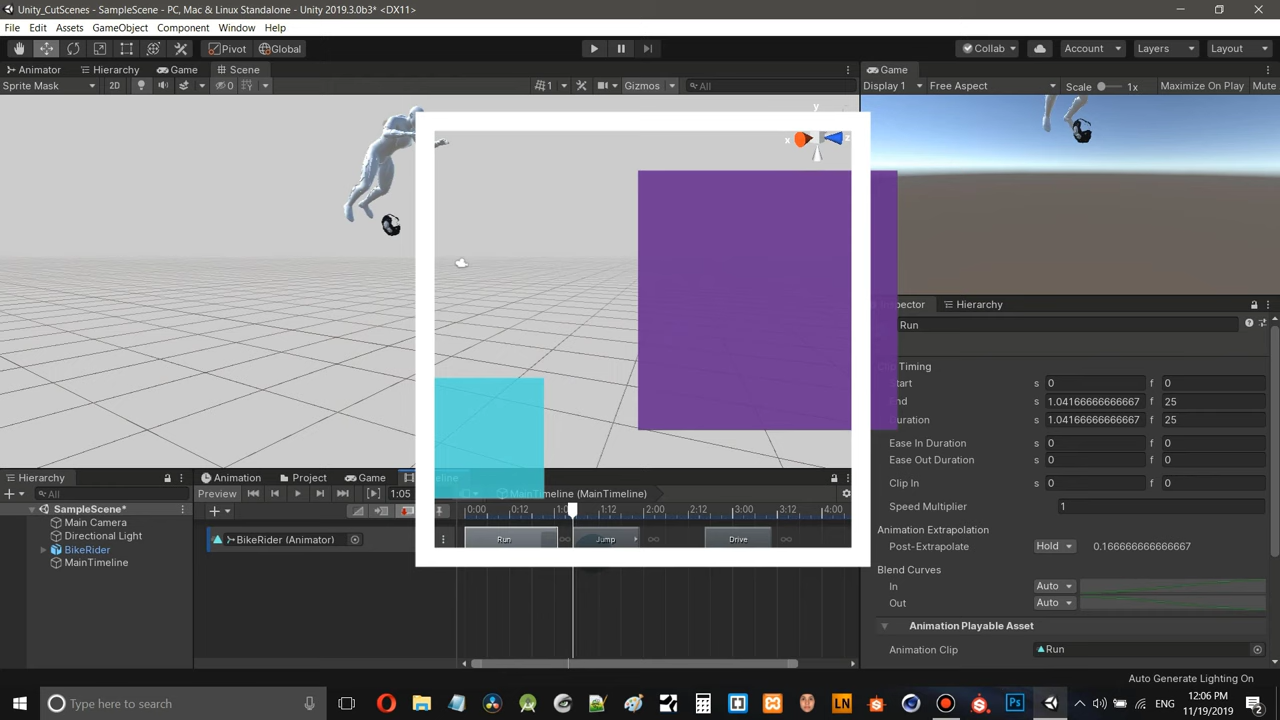 Unity_CutScenes - SampleScene - PC, Mac & Linux Standalone - Unity 2019.3.0b3* <DX11>
File Edit Assets GameObject Component Window Help
Pivot Global Collab Account Layers Layout
Animator Hierarchy Game Scene Game
Sprite Mask 2D 0 1 Gizmos All Display 1 Free Aspect Scale 1x Maximize On Play Mute
y
x z
Hierarchy
Run
Clip Timing
Start s 0 f 0
End s 1.04166666666667 f 25
Duration s 1.04166666666667 f 25
Ease In Duration s 0 f 0
Ease Out Duration s 0 f 0
Clip In s 0 f 0
Speed Multiplier 1
Animation Extrapolation
Post-Extrapolate Hold 0.166666666666667
Blend Curves
In Auto
Out Auto
Animation Playable Asset
Animation Clip Run
Auto Generate Lighting On
Hierarchy
All
SampleScene*
Main Camera
Directional Light
BikeRider
MainTimeline
Animation Project Game
Preview 1:05 MainTimeline (MainTimeline)
0:00 0:12 1:12 2:00 2:12 3:00 3:12 4:00
BikeRider (Animator) Run Jump Drive
Type here to search
ENG
12:06 PM
11/19/2019
2